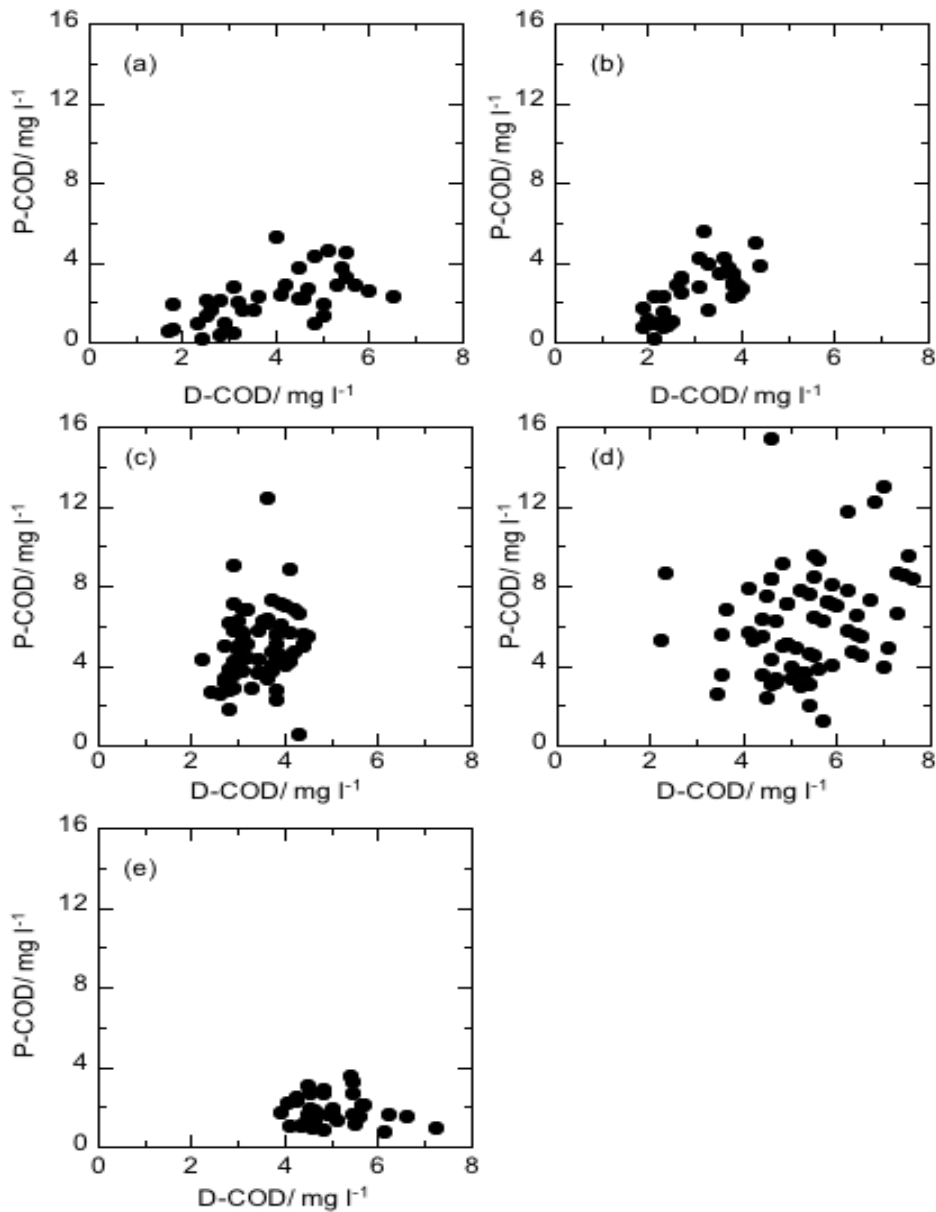 16
12
8
4
0
(a)
P-COD/ mg l⁻¹
0 2 4 6 8
D-COD/ mg l⁻¹
16
12
8
4
0
(b)
P-COD/ mg l⁻¹
0 2 4 6 8
D-COD/ mg l⁻¹
16
12
8
4
0
(c)
P-COD/ mg l⁻¹
0 2 4 6 8
D-COD/ mg l⁻¹
16
12
8
4
0
(d)
P-COD/ mg l⁻¹
0 2 4 6 8
D-COD/ mg l⁻¹
16
12
8
4
0
(e)
P-COD/ mg l⁻¹
0 2 4 6 8
D-COD/ mg l⁻¹